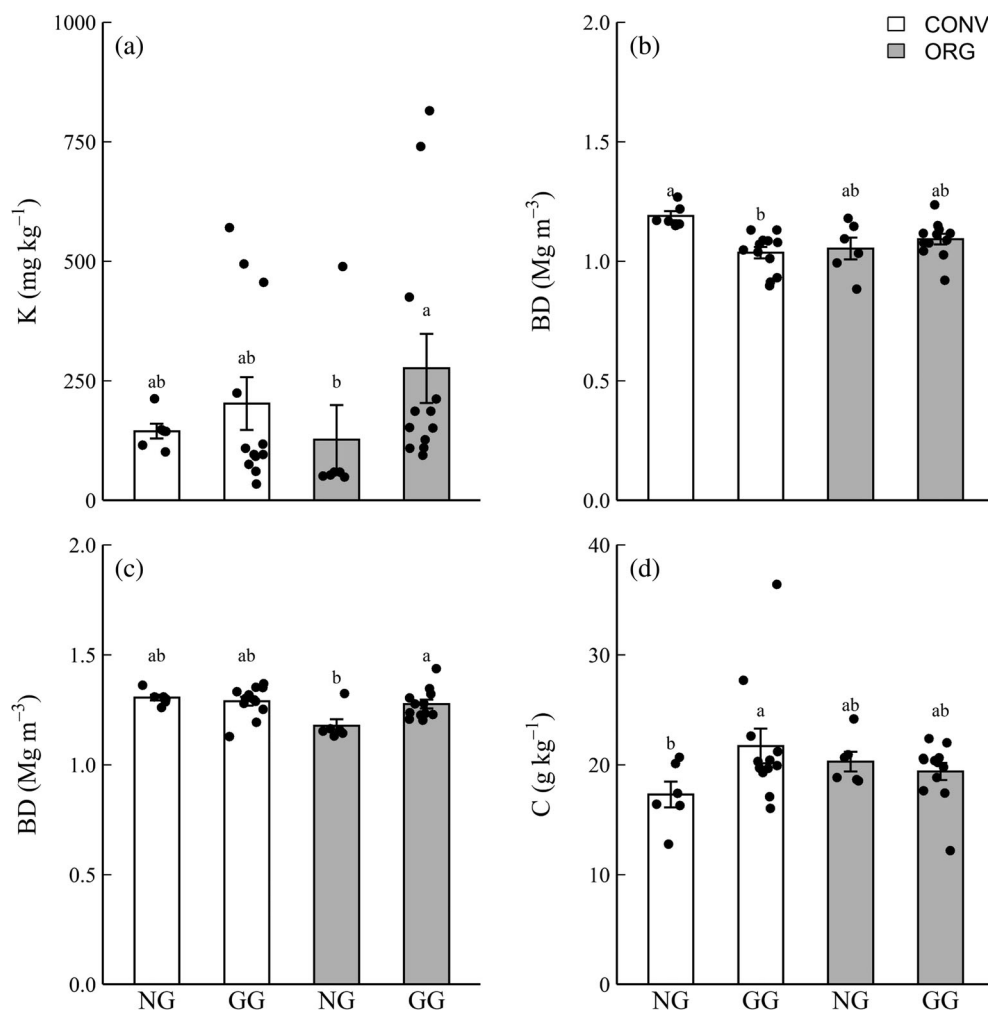 (a)
K (mg kg⁻¹)
1000
750
500
250
0
ab
ab
b
a
(b)
CONV
ORG
BD (Mg m⁻³)
2.0
1.5
1.0
0.5
0.0
a
b
ab
ab
(c)
BD (Mg m⁻³)
2.0
1.5
1.0
0.5
0.0
ab
ab
b
a
NG GG NG GG
(d)
C (g kg⁻¹)
40
30
20
10
0
b
a
ab
ab
NG GG NG GG